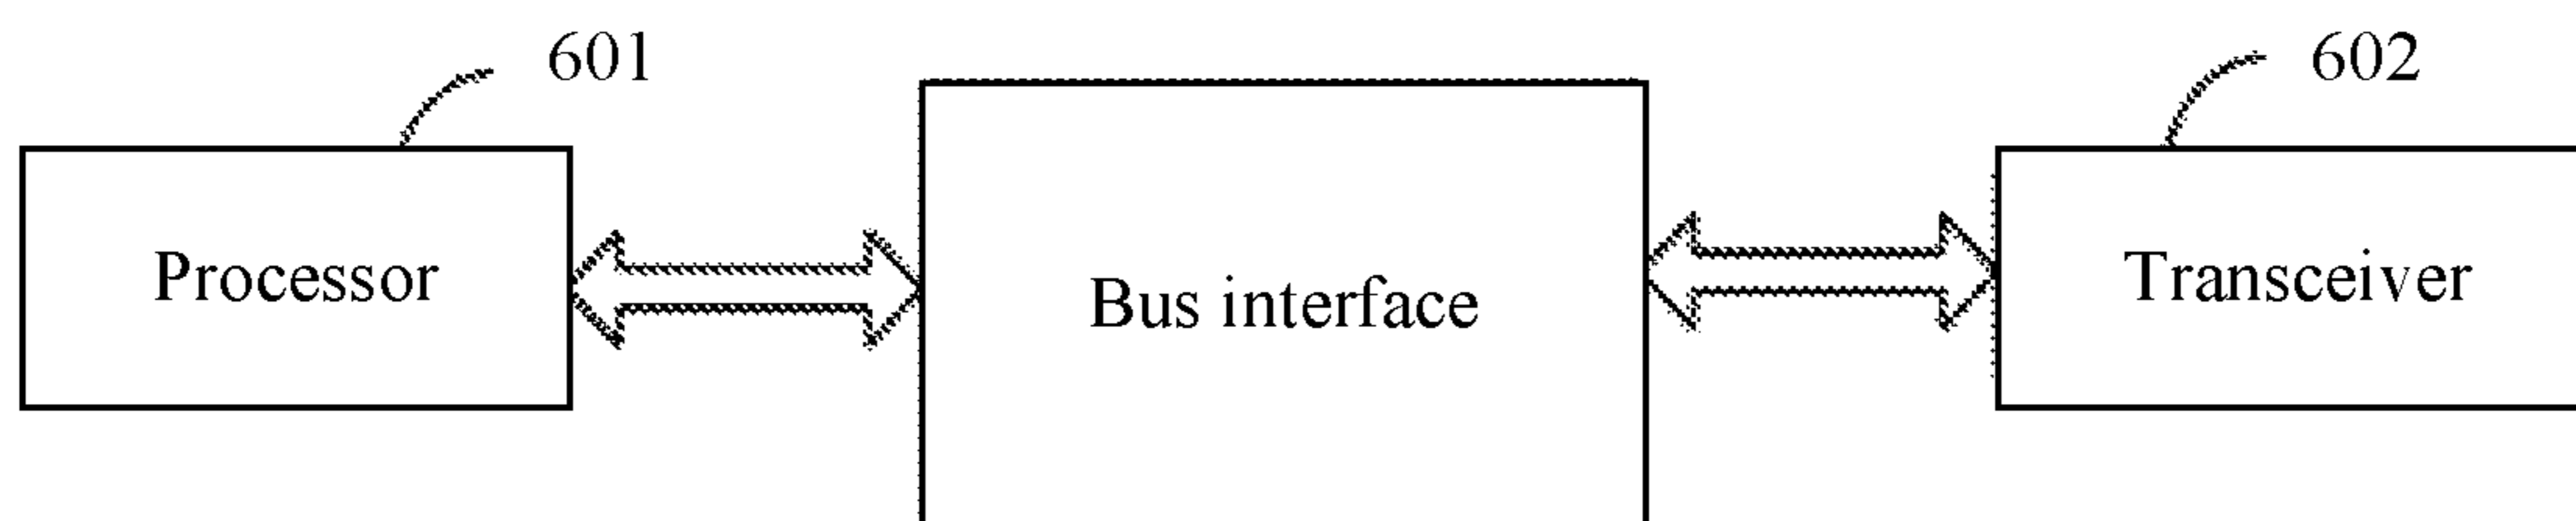 601
602
Processor
Bus interface
Transceiver